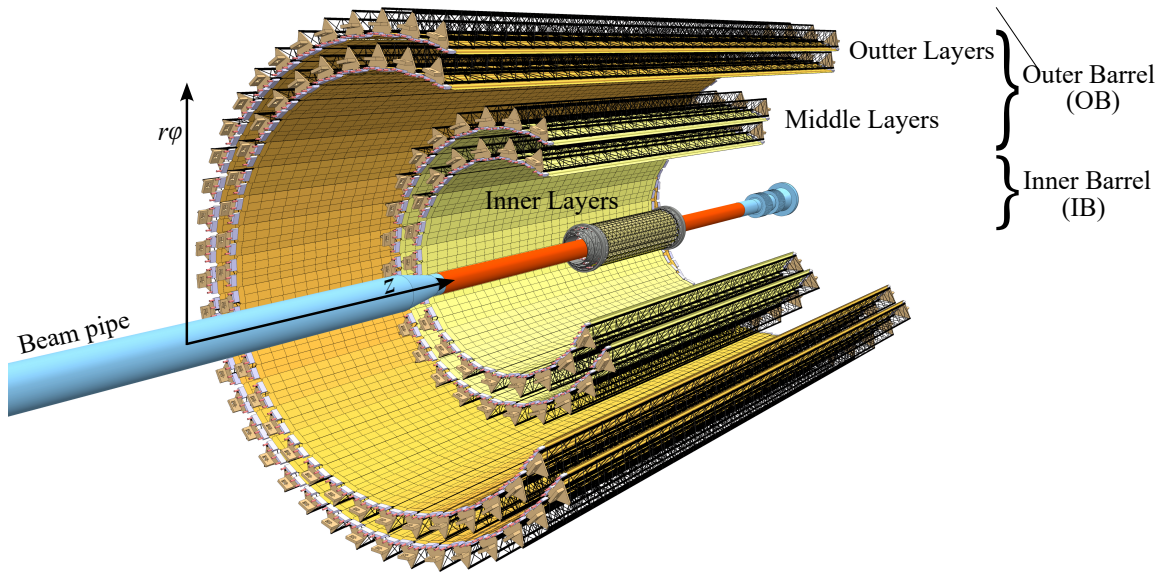 Outter Layers
Outer Barrel
(OB)
Middle Layers
rφ
Inner Barrel
(IB)
Inner Layers
z
Beam pipe